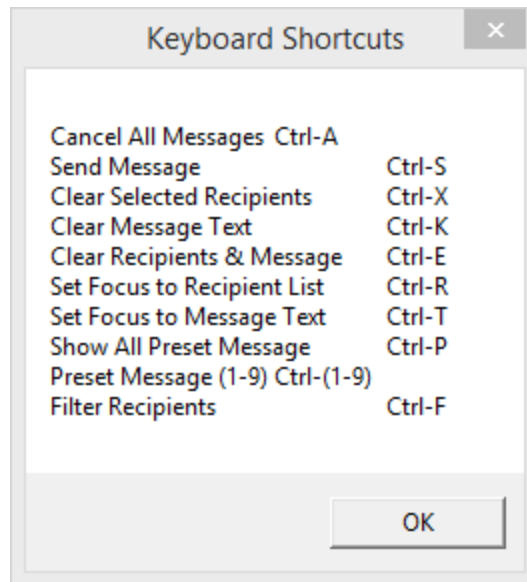 Keyboard Shortcuts
Cancel All Messages Ctrl-A
Send Message Ctrl-S
Clear Selected Recipients Ctrl-X
Clear Message Text Ctrl-K
Clear Recipients & Message Ctrl-E
Set Focus to Recipient List Ctrl-R
Set Focus to Message Text Ctrl-T
Show All Preset Message Ctrl-P
Preset Message (1-9) Ctrl-(1-9)
Filter Recipients Ctrl-F
OK